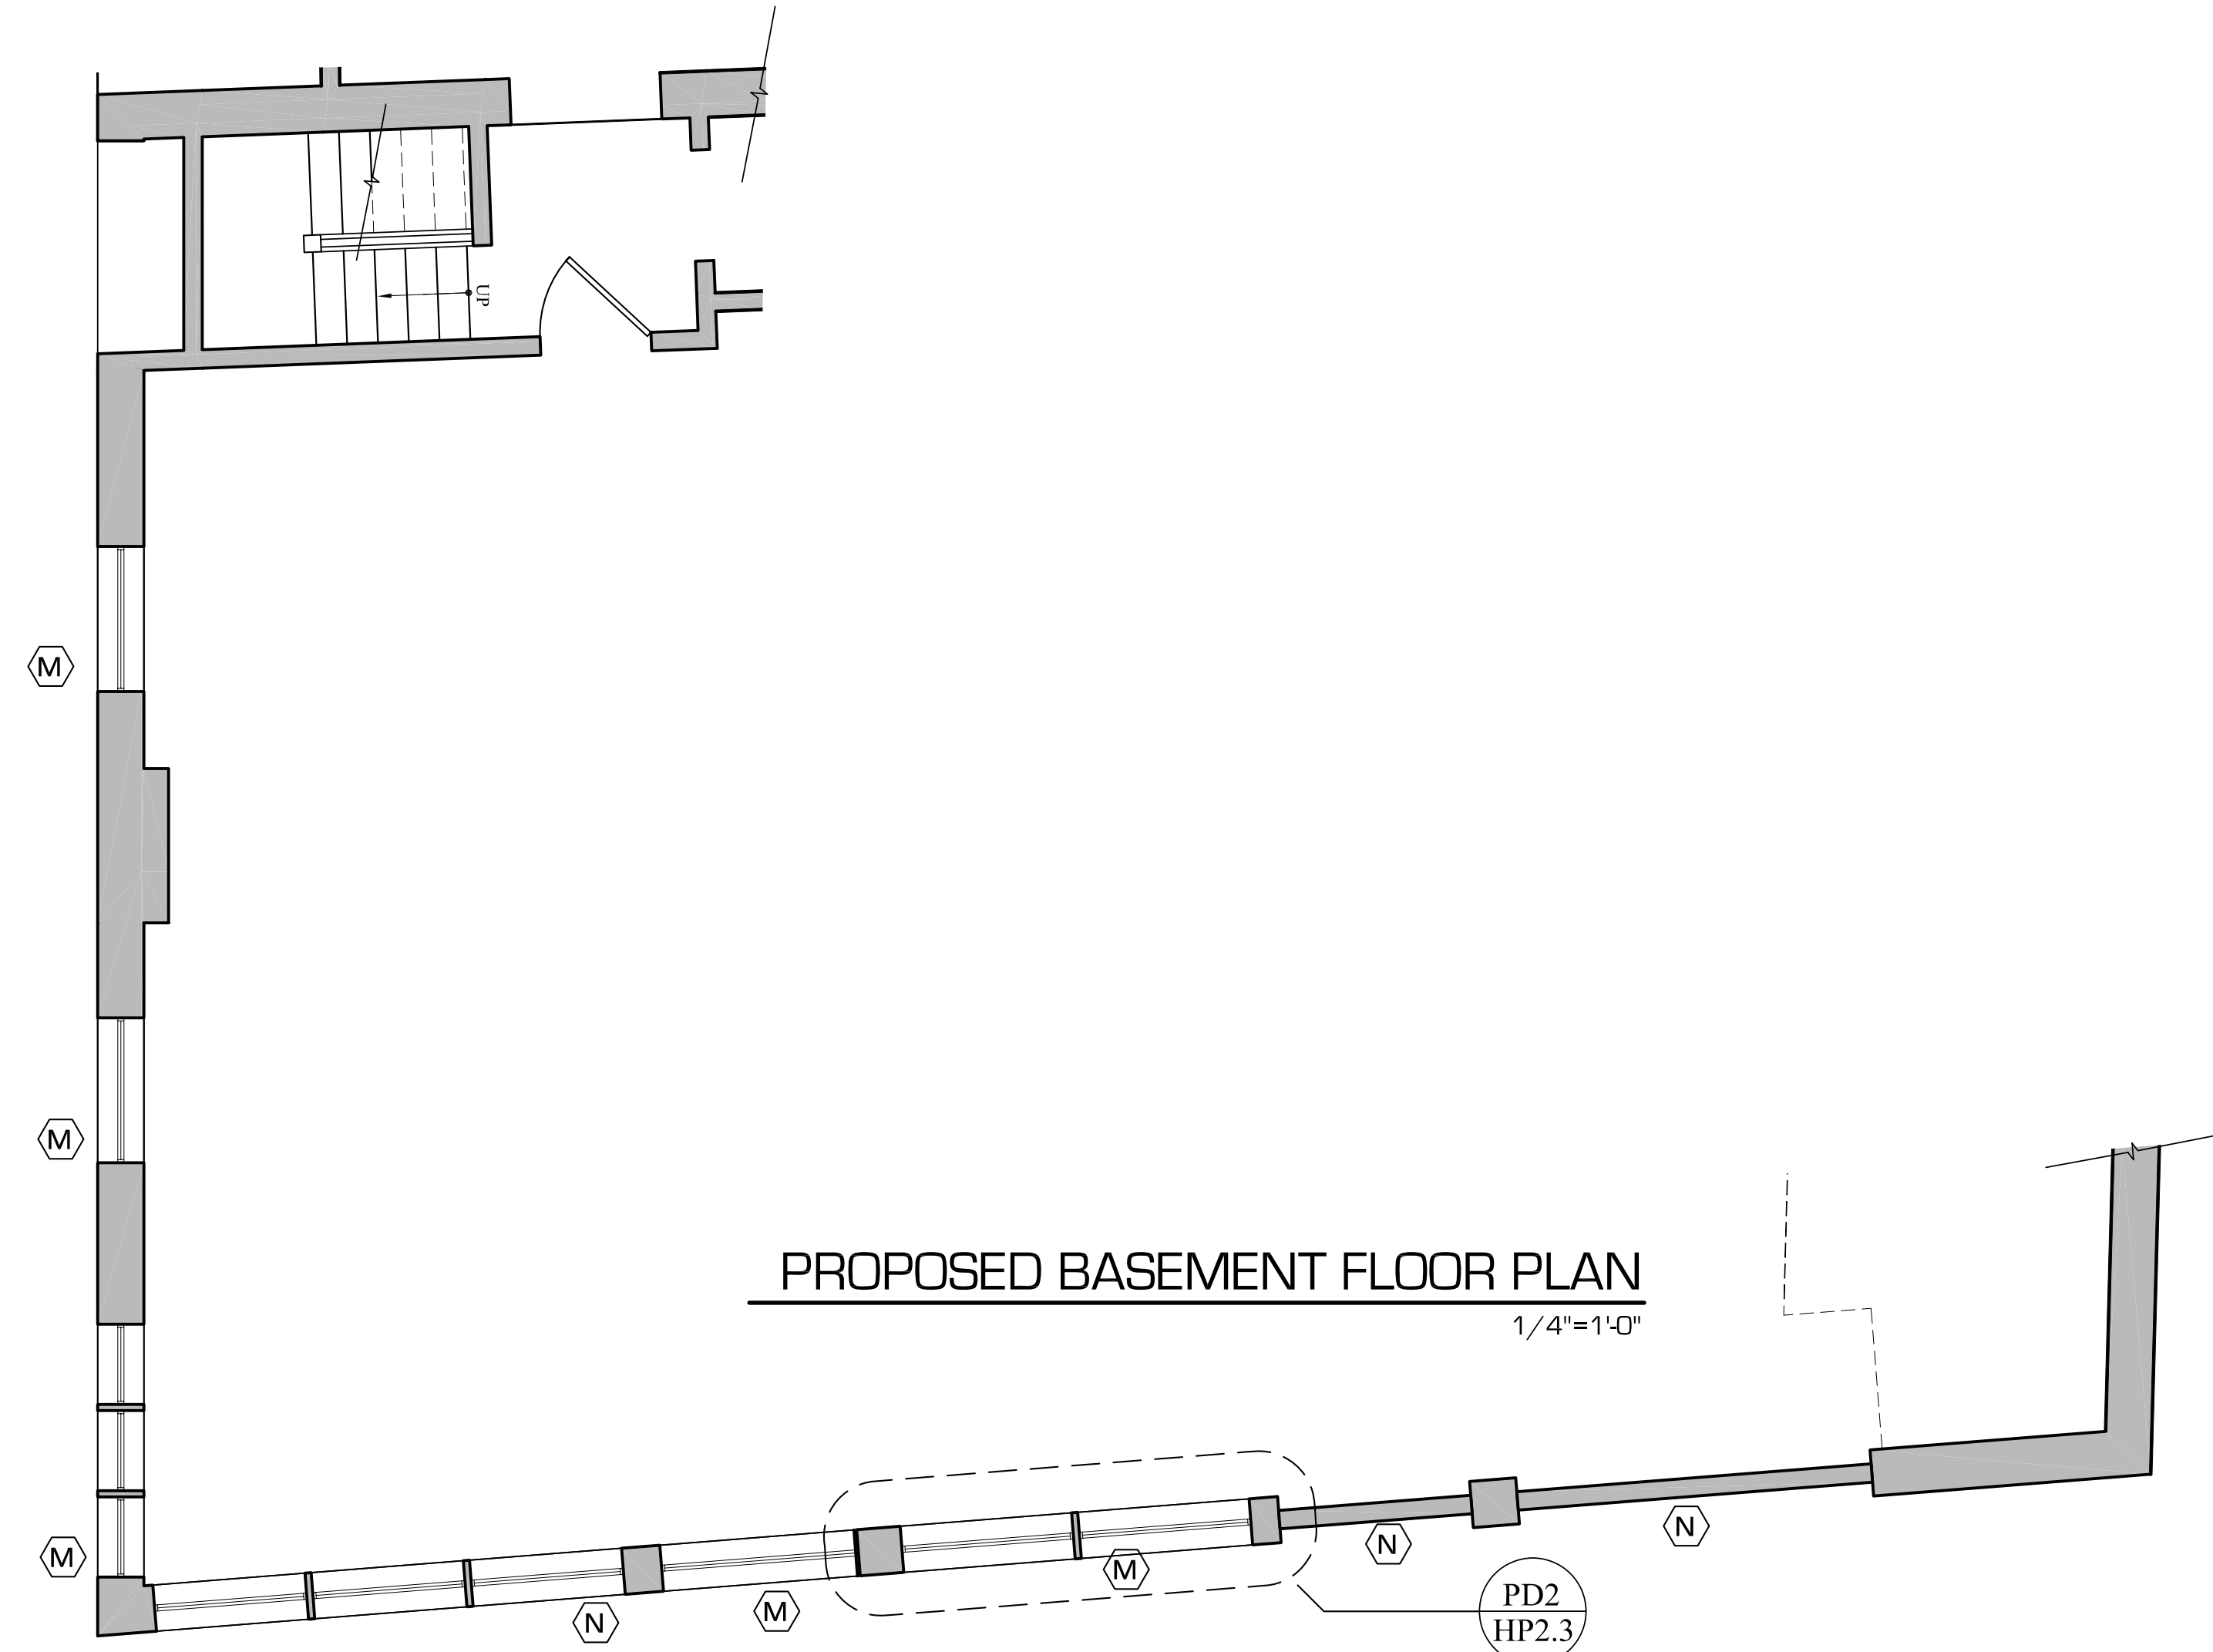 UP
M
M
PROPOSED BASEMENT FLOOR PLAN
1/4"=1'-0"
M
N
M
M
N
N
PD2
HP2.3